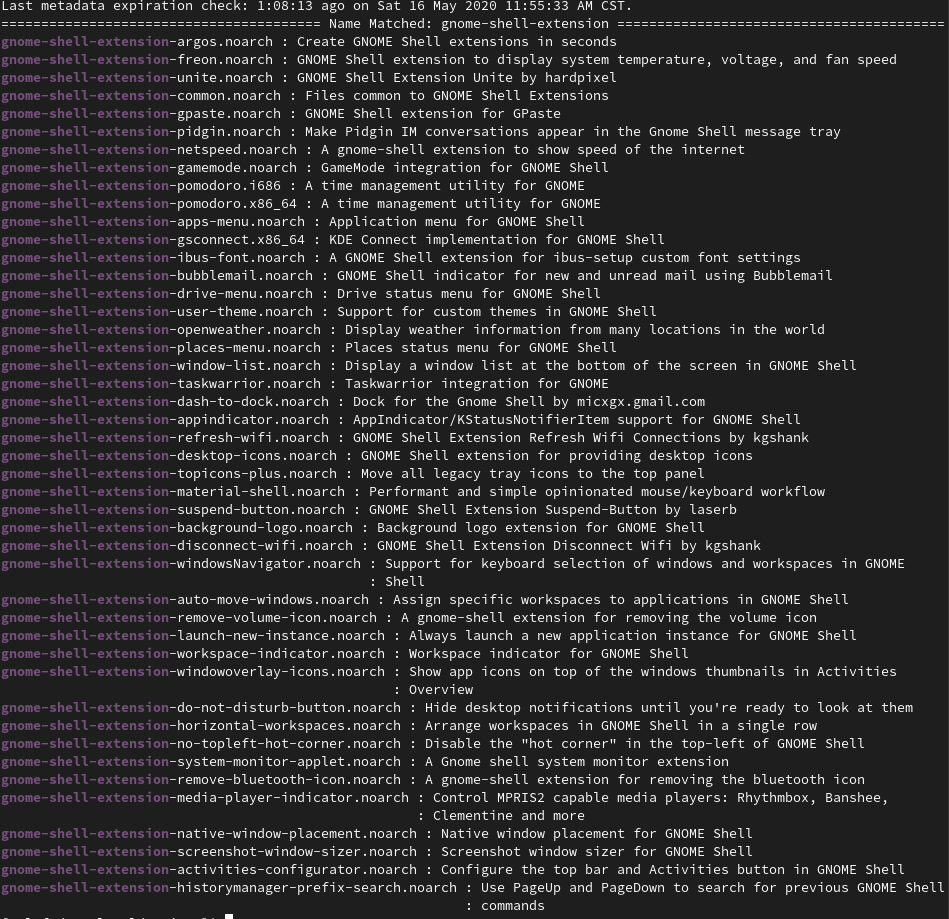 Last metadata expiration check: 1:08:13 ago on Sat 16 May 2020 11:55:33 AM CST.
======================================== Name Matched: gnome-shell-extension =========================================
gnome-shell-extension-argos.noarch : Create GNOME Shell extensions in seconds
gnome-shell-extension-freon.noarch : GNOME Shell extension to display system temperature, voltage, and fan speed
gnome-shell-extension-unite.noarch : GNOME Shell Extension Unite by hardpixel
gnome-shell-extension-common.noarch : Files common to GNOME Shell Extensions
gnome-shell-extension-gpaste.noarch : GNOME Shell extension for GPaste
gnome-shell-extension-pidgin.noarch : Make Pidgin IM conversations appear in the Gnome Shell message tray
gnome-shell-extension-netspeed.noarch : A gnome-shell extension to show speed of the internet
gnome-shell-extension-gamemode.noarch : GameMode integration for GNOME Shell
gnome-shell-extension-pomodoro.i686 : A time management utility for GNOME
gnome-shell-extension-pomodoro.x86_64 : A time management utility for GNOME
gnome-shell-extension-apps-menu.noarch : Application menu for GNOME Shell
gnome-shell-extension-gsconnect.x86_64 : KDE Connect implementation for GNOME Shell
gnome-shell-extension-ibus-font.noarch : A GNOME Shell extension for ibus-setup custom font settings
gnome-shell-extension-bubblemail.noarch : GNOME Shell indicator for new and unread mail using Bubblemail
gnome-shell-extension-drive-menu.noarch : Drive status menu for GNOME Shell
gnome-shell-extension-user-theme.noarch : Support for custom themes in GNOME Shell
gnome-shell-extension-openweather.noarch : Display weather information from many locations in the world
gnome-shell-extension-places-menu.noarch : Places status menu for GNOME Shell
gnome-shell-extension-window-list.noarch : Display a window list at the bottom of the screen in GNOME Shell
gnome-shell-extension-taskwarrior.noarch : Taskwarrior integration for GNOME
gnome-shell-extension-dash-to-dock.noarch : Dock for the Gnome Shell by micxgx.gmail.com
gnome-shell-extension-appindicator.noarch : AppIndicator/KStatusNotifierItem support for GNOME Shell
gnome-shell-extension-refresh-wifi.noarch : GNOME Shell Extension Refresh Wifi Connections by kgshank
gnome-shell-extension-desktop-icons.noarch : GNOME Shell extension for providing desktop icons
gnome-shell-extension-topicons-plus.noarch : Move all legacy tray icons to the top panel
gnome-shell-extension-material-shell.noarch : Performant and simple opinionated mouse/keyboard workflow
gnome-shell-extension-suspend-button.noarch : GNOME Shell Extension Suspend-Button by laserb
gnome-shell-extension-background-logo.noarch : Background logo extension for GNOME Shell
gnome-shell-extension-disconnect-wifi.noarch : GNOME Shell Extension Disconnect Wifi by kgshank
gnome-shell-extension-windowsNavigator.noarch : Support for keyboard selection of windows and workspaces in GNOME
: Shell
gnome-shell-extension-auto-move-windows.noarch : Assign specific workspaces to applications in GNOME Shell
gnome-shell-extension-remove-volume-icon.noarch : A gnome-shell extension for removing the volume icon
gnome-shell-extension-launch-new-instance.noarch : Always launch a new application instance for GNOME Shell
gnome-shell-extension-workspace-indicator.noarch : Workspace indicator for GNOME Shell
gnome-shell-extension-windowoverlay-icons.noarch : Show app icons on top of the windows thumbnails in Activities
: Overview
gnome-shell-extension-do-not-disturb-button.noarch : Hide desktop notifications until you're ready to look at them
gnome-shell-extension-horizontal-workspaces.noarch : Arrange workspaces in GNOME Shell in a single row
gnome-shell-extension-no-topleft-hot-corner.noarch : Disable the "hot corner" in the top-left of GNOME Shell
gnome-shell-extension-system-monitor-applet.noarch : A Gnome shell system monitor extension
gnome-shell-extension-remove-bluetooth-icon.noarch : A gnome-shell extension for removing the bluetooth icon
gnome-shell-extension-media-player-indicator.noarch : Control MPRIS2 capable media players: Rhythmbox, Banshee,
: Clementine and more
gnome-shell-extension-native-window-placement.noarch : Native window placement for GNOME Shell
gnome-shell-extension-screenshot-window-sizer.noarch : Screenshot window sizer for GNOME Shell
gnome-shell-extension-activities-configurator.noarch : Configure the top bar and Activities button in GNOME Shell
gnome-shell-extension-historymanager-prefix-search.noarch : Use PageUp and PageDown to search for previous GNOME Shell
: commands